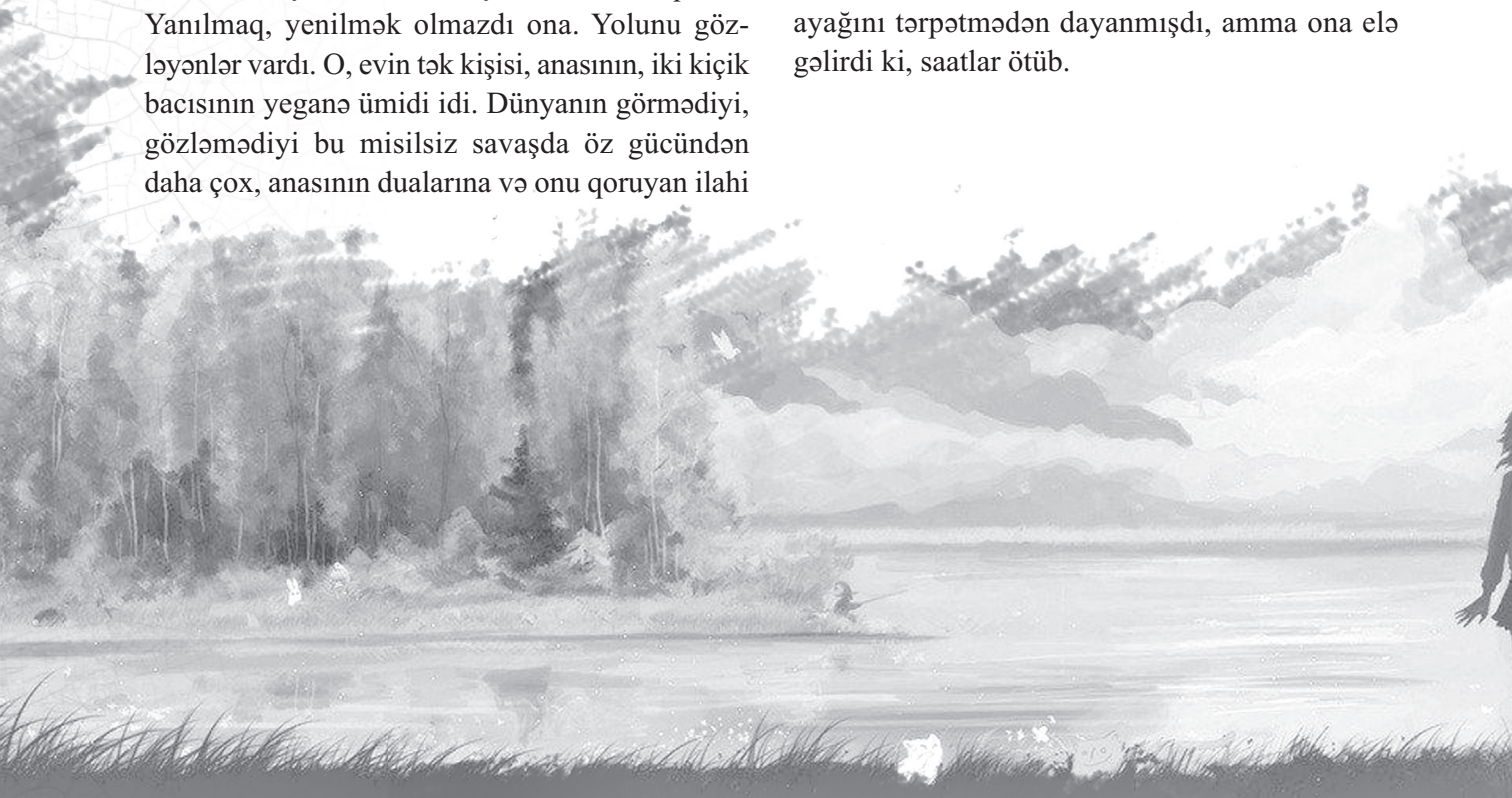 Yanılmaq, yenilmək olmazdı ona. Yolunu göz-
ləyənlər vardı. O, evin tək kişisi, anasının, iki kiçik
bacısının yeganə ümidi idi. Dünyanın görmədiyi,
gözləmədiyi bu misilsiz savaşda öz gücündən
daha çox, anasının dualarına və onu qoruyan ilahi
ayağını tərpətmədən dayanmışdı, amma ona elə
gəlirdi ki, saatlar ötüb.